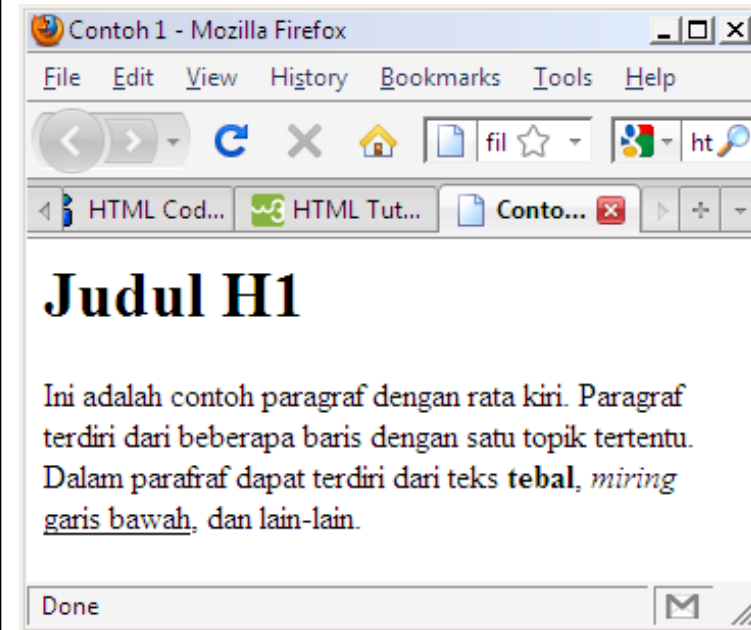 Contoh 1 - Mozilla Firefox
File Edit View History Bookmarks Tools Help
fil ht
HTML Cod... HTML Tut... Conto...
Judul H1
Ini adalah contoh paragraf dengan rata kiri. Paragraf
terdiri dari beberapa baris dengan satu topik tertentu.
Dalam parafraf dapat terdiri dari teks tebal, miring
garis bawah, dan lain-lain.
Done